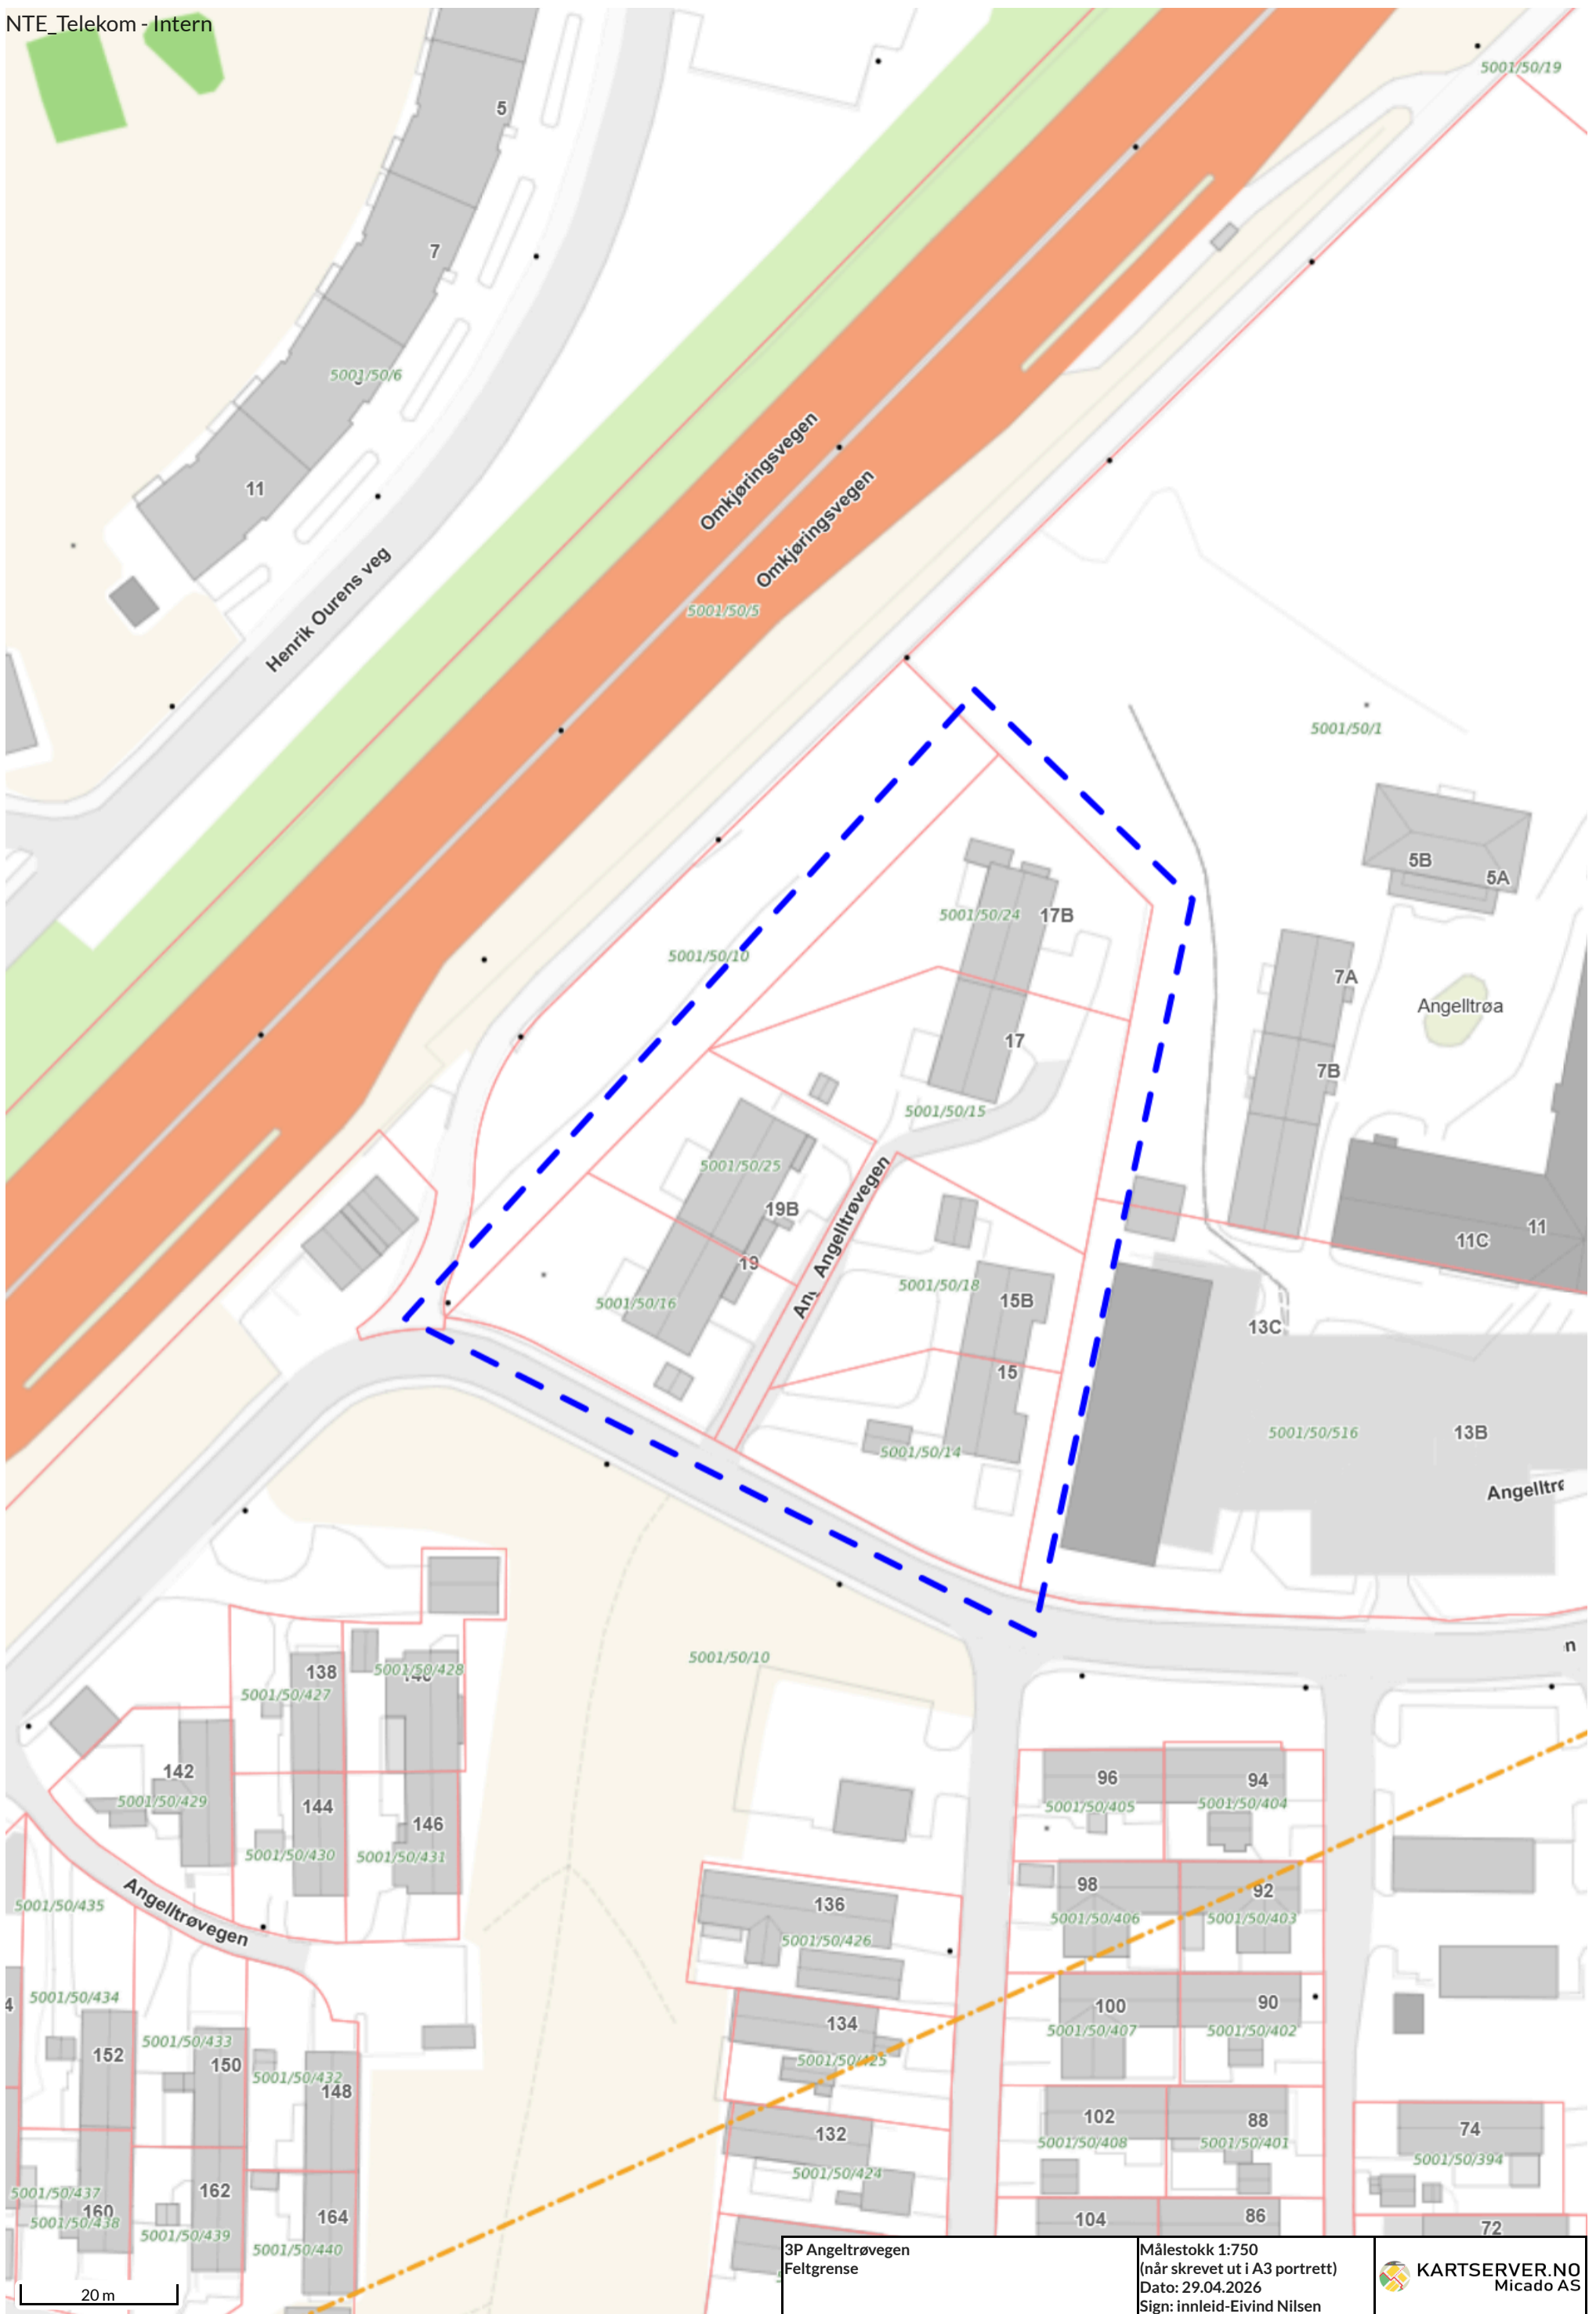 NTE_Telekom - Intern
5001/50/19
5
7
5001/50/6
11
Henrik Ourens veg
Omkjøringsvegen
Omkjøringsvegen
5001/50/5
5001/50/1
5B
5A
5001/50/24
17B
5001/50/10
7A
Angelltrøa
17
7B
5001/50/15
5001/50/25
19B
Angelltrøvegen
11
11C
19
5001/50/18
5001/50/16
15B
13C
15
5001/50/516
13B
5001/50/14
Angelltrø
5001/50/10
n
138
5001/50/428
5001/50/427
142
5001/50/429
144
146
5001/50/430
5001/50/431
96
94
5001/50/405
5001/50/404
98
92
5001/50/406
5001/50/403
136
5001/50/426
5001/50/435
Angelltrøvegen
5001/50/434
4
100
90
5001/50/407
5001/50/402
134
5001/50/425
5001/50/433
152
150
5001/50/432
148
102
88
5001/50/408
5001/50/401
132
5001/50/424
74
5001/50/394
162
5001/50/437
160
5001/50/438
5001/50/439
164
5001/50/440
104
86
72
20 m
3P Angeltrøvegen
Feltgrense
Målestokk 1:750
(når skrevet ut i A3 portrett)
Dato: 29.04.2026
Sign: innleid-Eivind Nilsen
KARTSERVER.NO
Micado AS